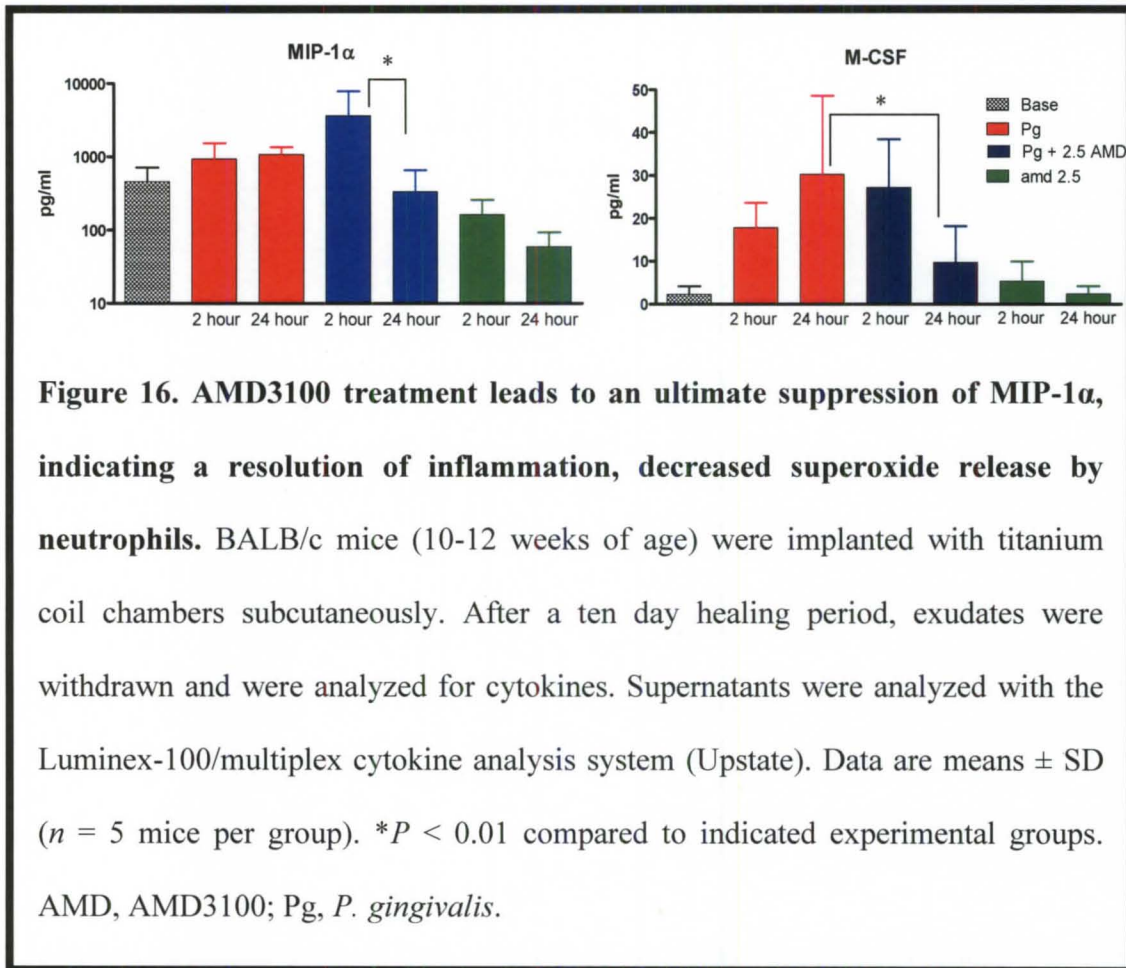 MIP-1α
*
10000
1000
100
10
pg/ml
2 hour 24 hour 2 hour 24 hour 2 hour 24 hour
M-CSF
*
50
40
30
20
10
0
pg/ml
2 hour 24 hour 2 hour 24 hour 2 hour 24 hour
Base
Pg
Pg + 2.5 AMD
amd 2.5
Figure 16. AMD3100 treatment leads to an ultimate suppression of MIP-1α,
indicating a resolution of inflammation, decreased superoxide release by
neutrophils. BALB/c mice (10-12 weeks of age) were implanted with titanium
coil chambers subcutaneously. After a ten day healing period, exudates were
withdrawn and were analyzed for cytokines. Supernatants were analyzed with the
Luminex-100/multiplex cytokine analysis system (Upstate). Data are means ± SD
(n = 5 mice per group). *P < 0.01 compared to indicated experimental groups.
AMD, AMD3100; Pg, P. gingivalis.